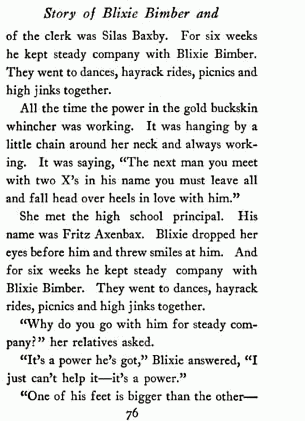 Story of Blixie Bimber and
of the clerk was Silas Baxby. For six weeks
he kept steady company with Blixie Bimber.
They went to dances, hayrack rides, picnics and
high jinks together.
All the time the power in the gold buckskin
whincher was working. It was hanging by a
little chain around her neck and always work-
ing. It was saying, “The next man you meet
with two X's in his name you must leave all
and fall head over heels in love with him.”
She met the high school principal. His
name was Fritz Axenbax. Blixie dropped her
eyes before him and threw smiles at him. And
for six weeks he kept steady company with
Blixie Bimber. They went to dances, hayrack
rides, picnics and high jinks together.
“Why do you go with him for steady com-
pany?” her relatives asked.
“It's a power he's got,” Blixie answered, “I
just can't help it—it's a power.”
“One of his feet is bigger than the other—
76